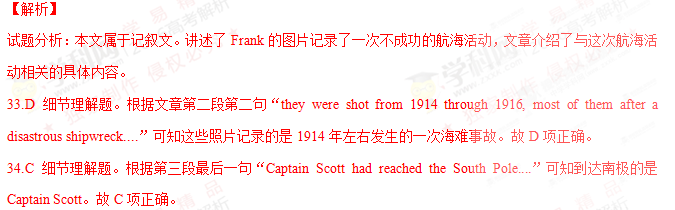 【解析】
试题分析：本文属于记叙文。讲述了 Frank 的图片记录了一次不成功的航海活动，文章介绍了与这次航海活
动相关的具体内容。
33.D 细节理解题。根据文章第二段第二句“they were shot from 1914 through 1916, most of them after a
disastrous shipwreck....”可知这些照片记录的是 1914 年左右发生的一次海难事故。故 D 项正确。
34.C 细节理解题。根据第三段最后一句“Captain Scott had reached the South Pole....”可知到达南极的是
Captain Scott。故 C 项正确。